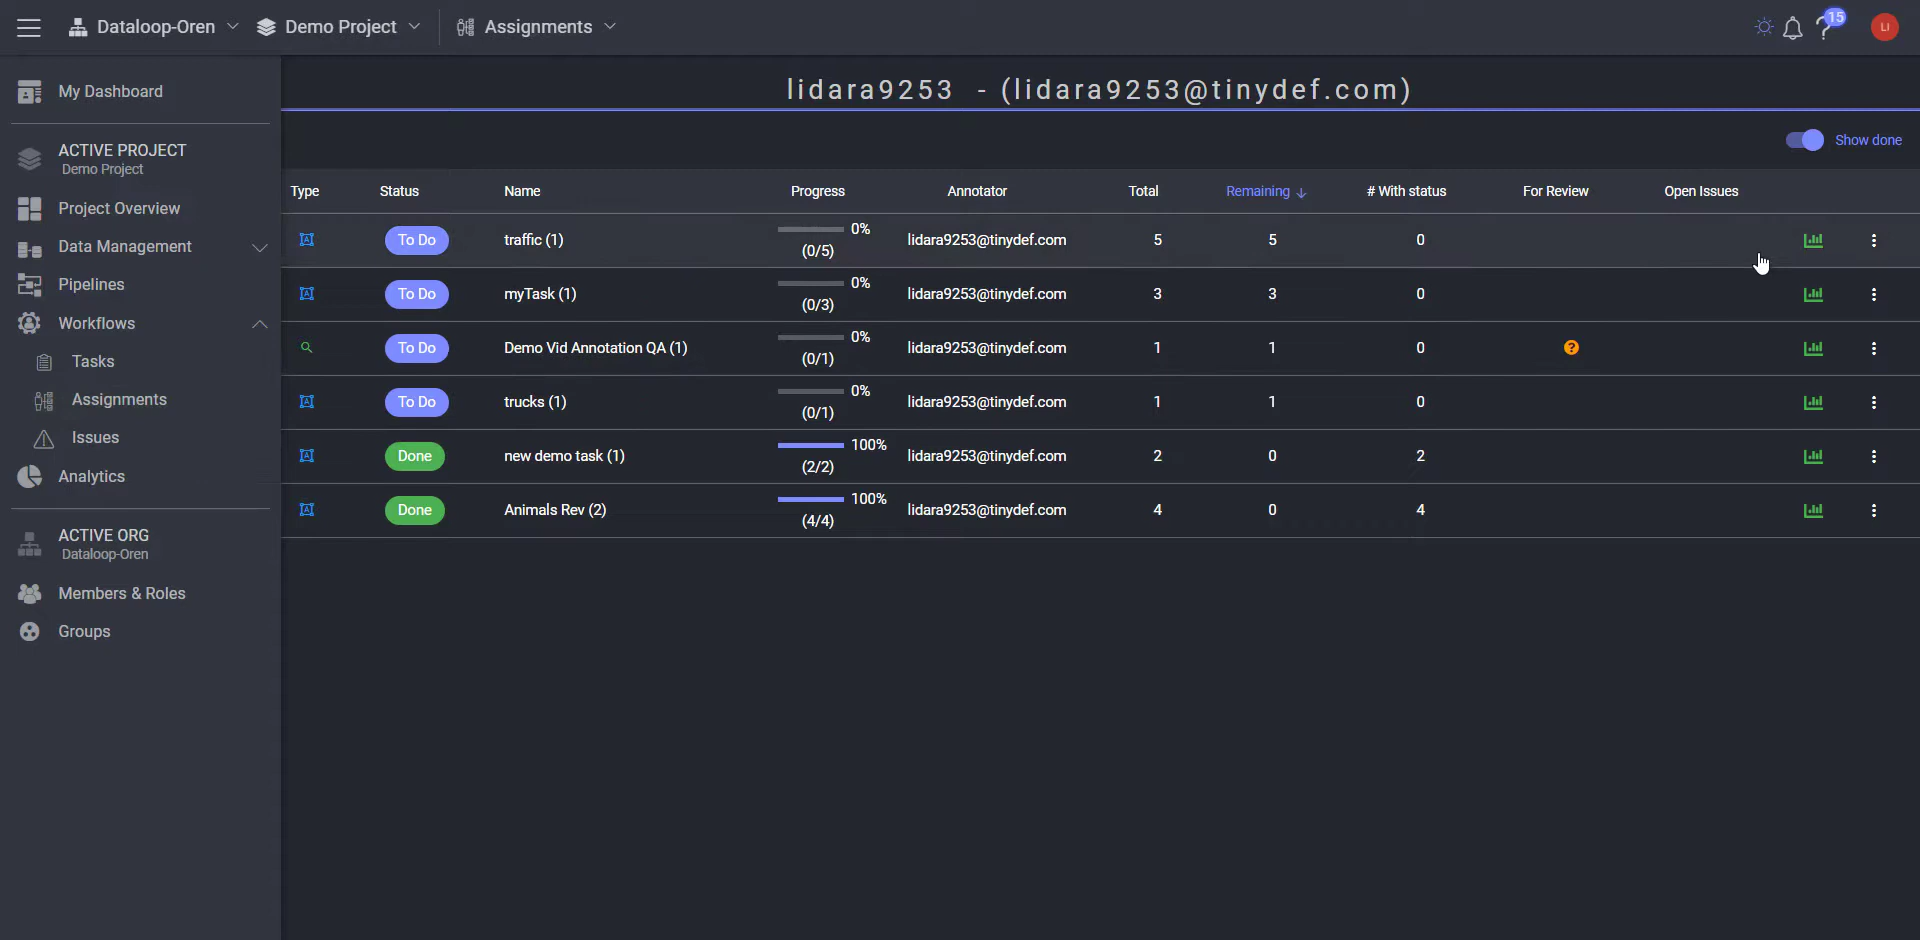 Dataloop-Oren Demo Project Assignments 15 LI
lidara9253 - (lidara9253@tinydef.com)
My Dashboard
ACTIVE PROJECT
Demo Project
Project Overview
Data Management
Pipelines
Workflows
Tasks
Assignments
Issues
Analytics
ACTIVE ORG
Dataloop-Oren
Members & Roles
Groups
Show done
Type Status Name Progress Annotator Total Remaining # With status For Review Open Issues
To Do traffic (1) 0% (0/5) lidara9253@tinydef.com 5 5 0
To Do myTask (1) 0% (0/3) lidara9253@tinydef.com 3 3 0
To Do Demo Vid Annotation QA (1) 0% (0/1) lidara9253@tinydef.com 1 1 0 ?
To Do trucks (1) 0% (0/1) lidara9253@tinydef.com 1 1 0
Done new demo task (1) 100% (2/2) lidara9253@tinydef.com 2 0 2
Done Animals Rev (2) 100% (4/4) lidara9253@tinydef.com 4 0 4